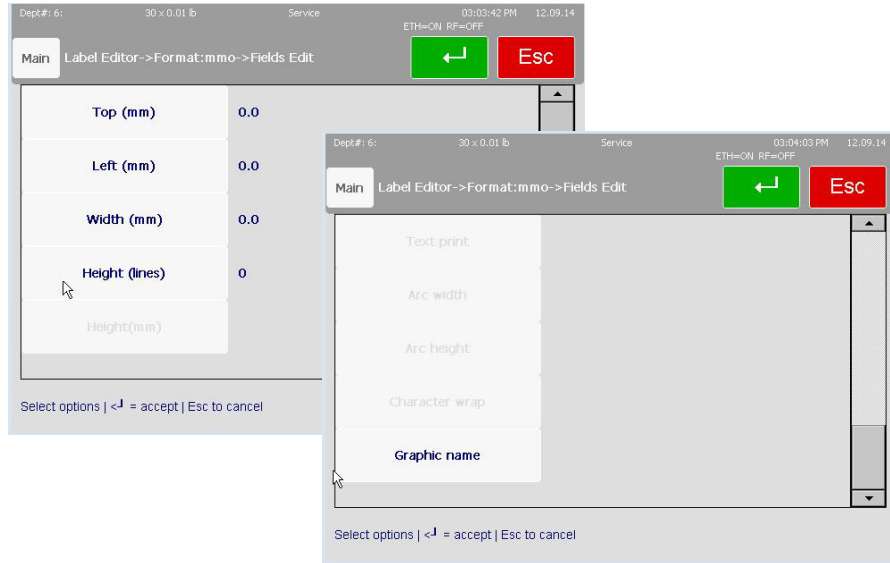 Dept#: 6: 30 x 0.01 lb Service 03:03:42 PM 12.09.14
ETH=ON RF=OFF
Main Label Editor->Format:mmo->Fields Edit Esc
Top (mm) 0.0
Left (mm) 0.0
Width (mm) 0.0
Height (lines) 0
Height(mm)
Select options | <┘ = accept | Esc to cancel
Dept#: 6: 30 x 0.01 lb Service 03:04:03 PM 12.09.14
ETH=ON RF=OFF
Main Label Editor->Format:mmo->Fields Edit Esc
Text print
Arc width
Arc height
Character wrap
Graphic name
Select options | <┘ = accept | Esc to cancel